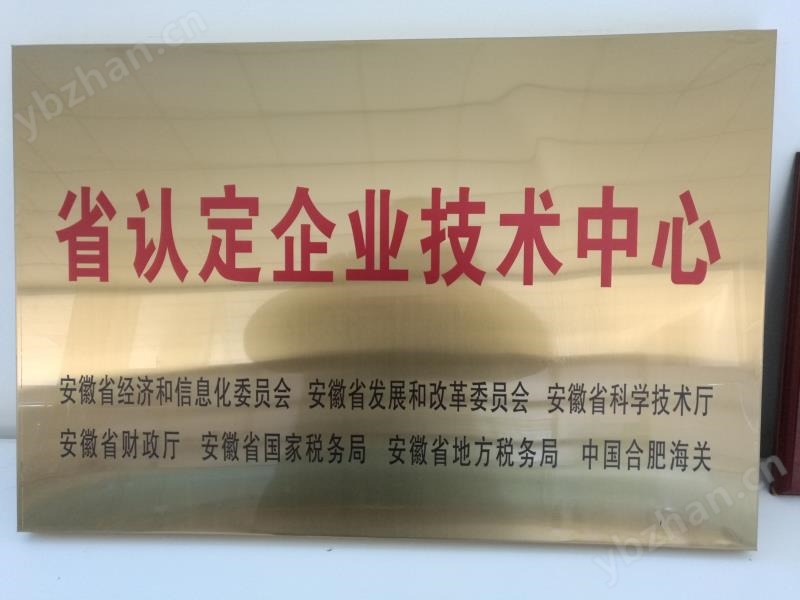 ybzhan.cn
省认定企业技术中心
安徽省经济和信息化委员会 安徽省发展和改革委员会 安徽省科学技术厅
安徽省财政厅 安徽省国家税务局 安徽省地方税务局 中国合肥海关
ybzhan.cn